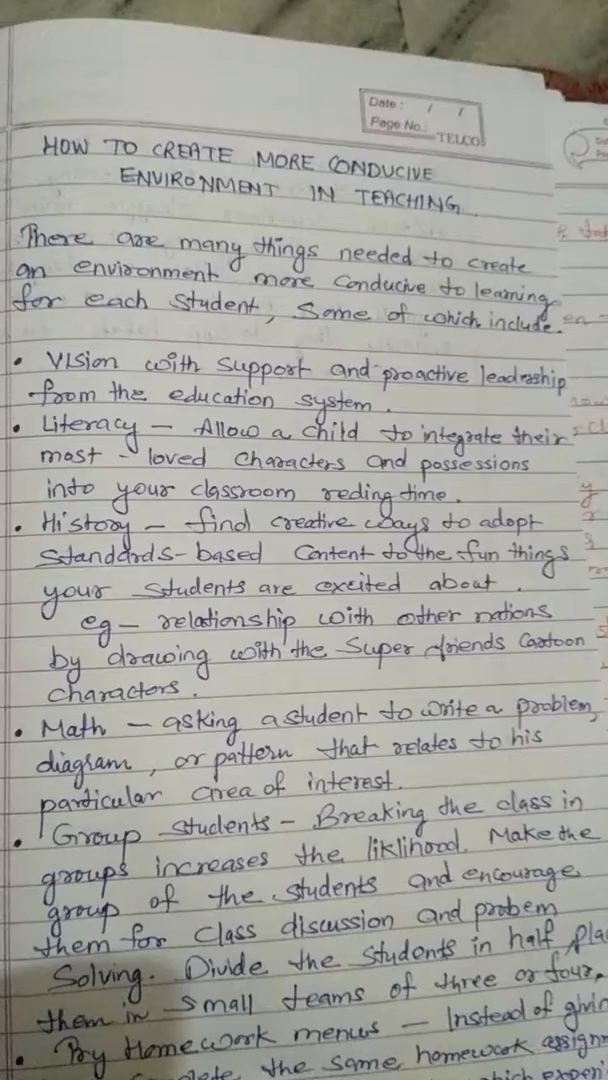 Date : / /
Page No.:
TELCO
HOW TO CREATE MORE CONDUCIVE
ENVIRONMENT IN TEACHING.
There are many things needed to create
an environment more conducive to learning
for each student, Some of which include.
• Vision with support and proactive leadership
from the education system.
• Literacy – Allow a child to integrate their
most - loved characters and possessions
into your classroom reding time.
• History – find creative ways to adopt
standards-based content to the fun things
your students are excited about.
eg – relationship with other nations
by drawing with the Super friends Cartoon
charactors.
• Math – asking a student to write a problem,
diagram, or pattern that relates to his
particular area of interest.
• Group students – Breaking the class in
groups increases the liklihood. Make the
group of the students and encourage
them for class discussion and probem
Solving. Divide the students in half,
them in small teams of three or four.
• Homework menus – Instead of
the same homework